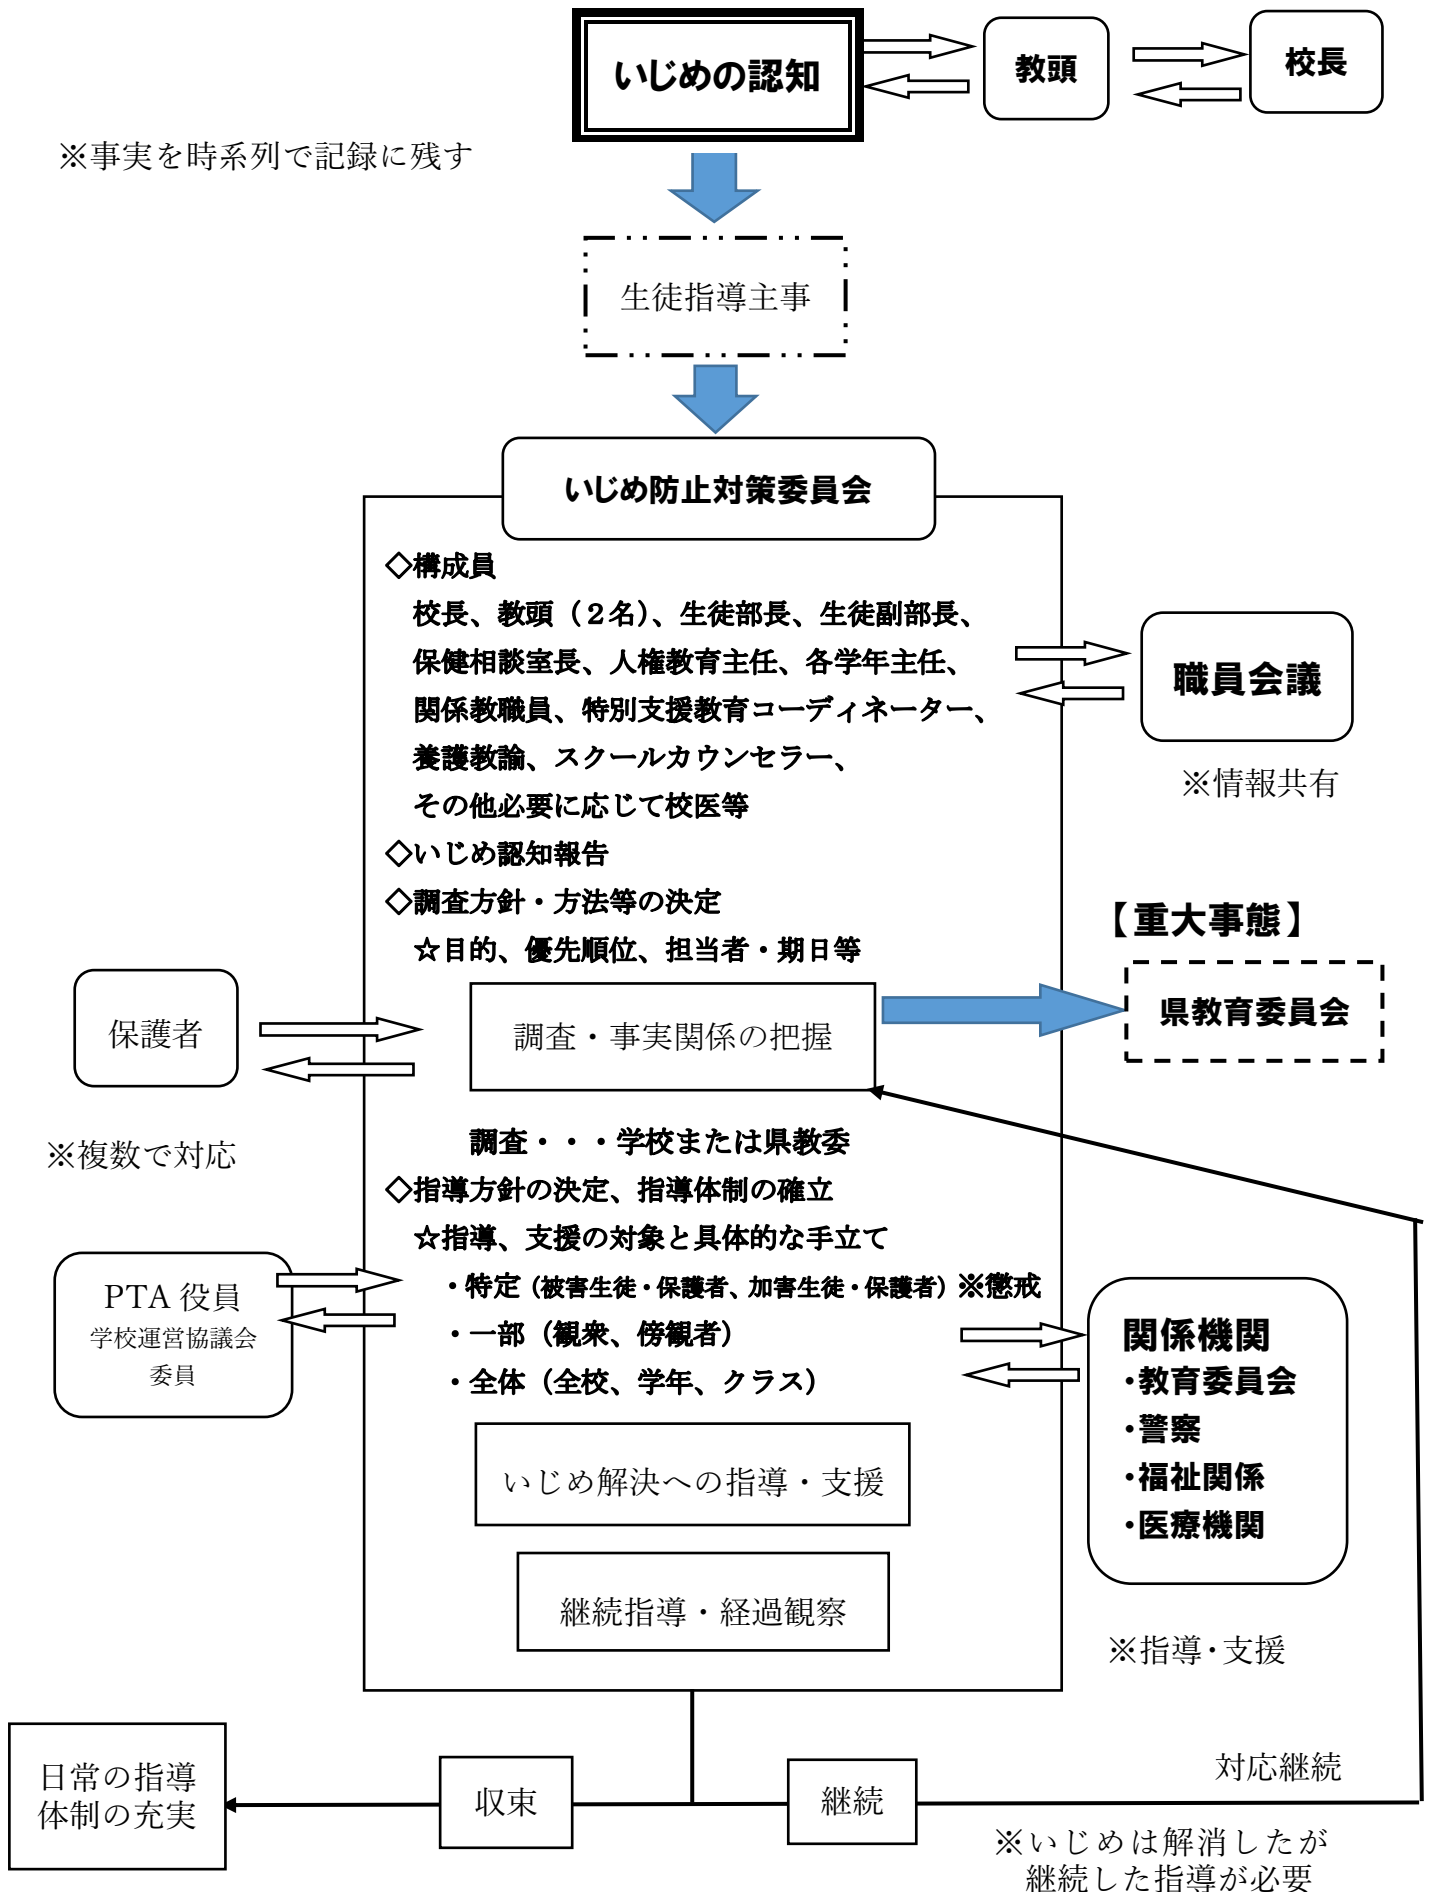 いじめの認知
教頭
校長
※事実を時系列で記録に残す
生徒指導主事
いじめ防止対策委員会
◇構成員
校長、教頭（２名）、生徒部長、生徒副部長、
保健相談室長、人権教育主任、各学年主任、
関係教職員、特別支援教育コーディネーター、
養護教諭、スクールカウンセラー、
その他必要に応じて校医等
職員会議
※情報共有
◇いじめ認知報告
◇調査方針・方法等の決定
☆目的、優先順位、担当者・期日等
【重大事態】
県教育委員会
保護者
調査・事実関係の把握
※複数で対応
調査・・・学校または県教委
◇指導方針の決定、指導体制の確立
☆指導、支援の対象と具体的な手立て
・特定（被害生徒・保護者、加害生徒・保護者）※懲戒
・一部（観衆、傍観者）
・全体（全校、学年、クラス）
PTA 役員
学校運営協議会
委員
関係機関
・教育委員会
・警察
・福祉関係
・医療機関
いじめ解決への指導・支援
継続指導・経過観察
※指導・支援
日常の指導
体制の充実
収束
継続
対応継続
※いじめは解消したが
継続した指導が必要